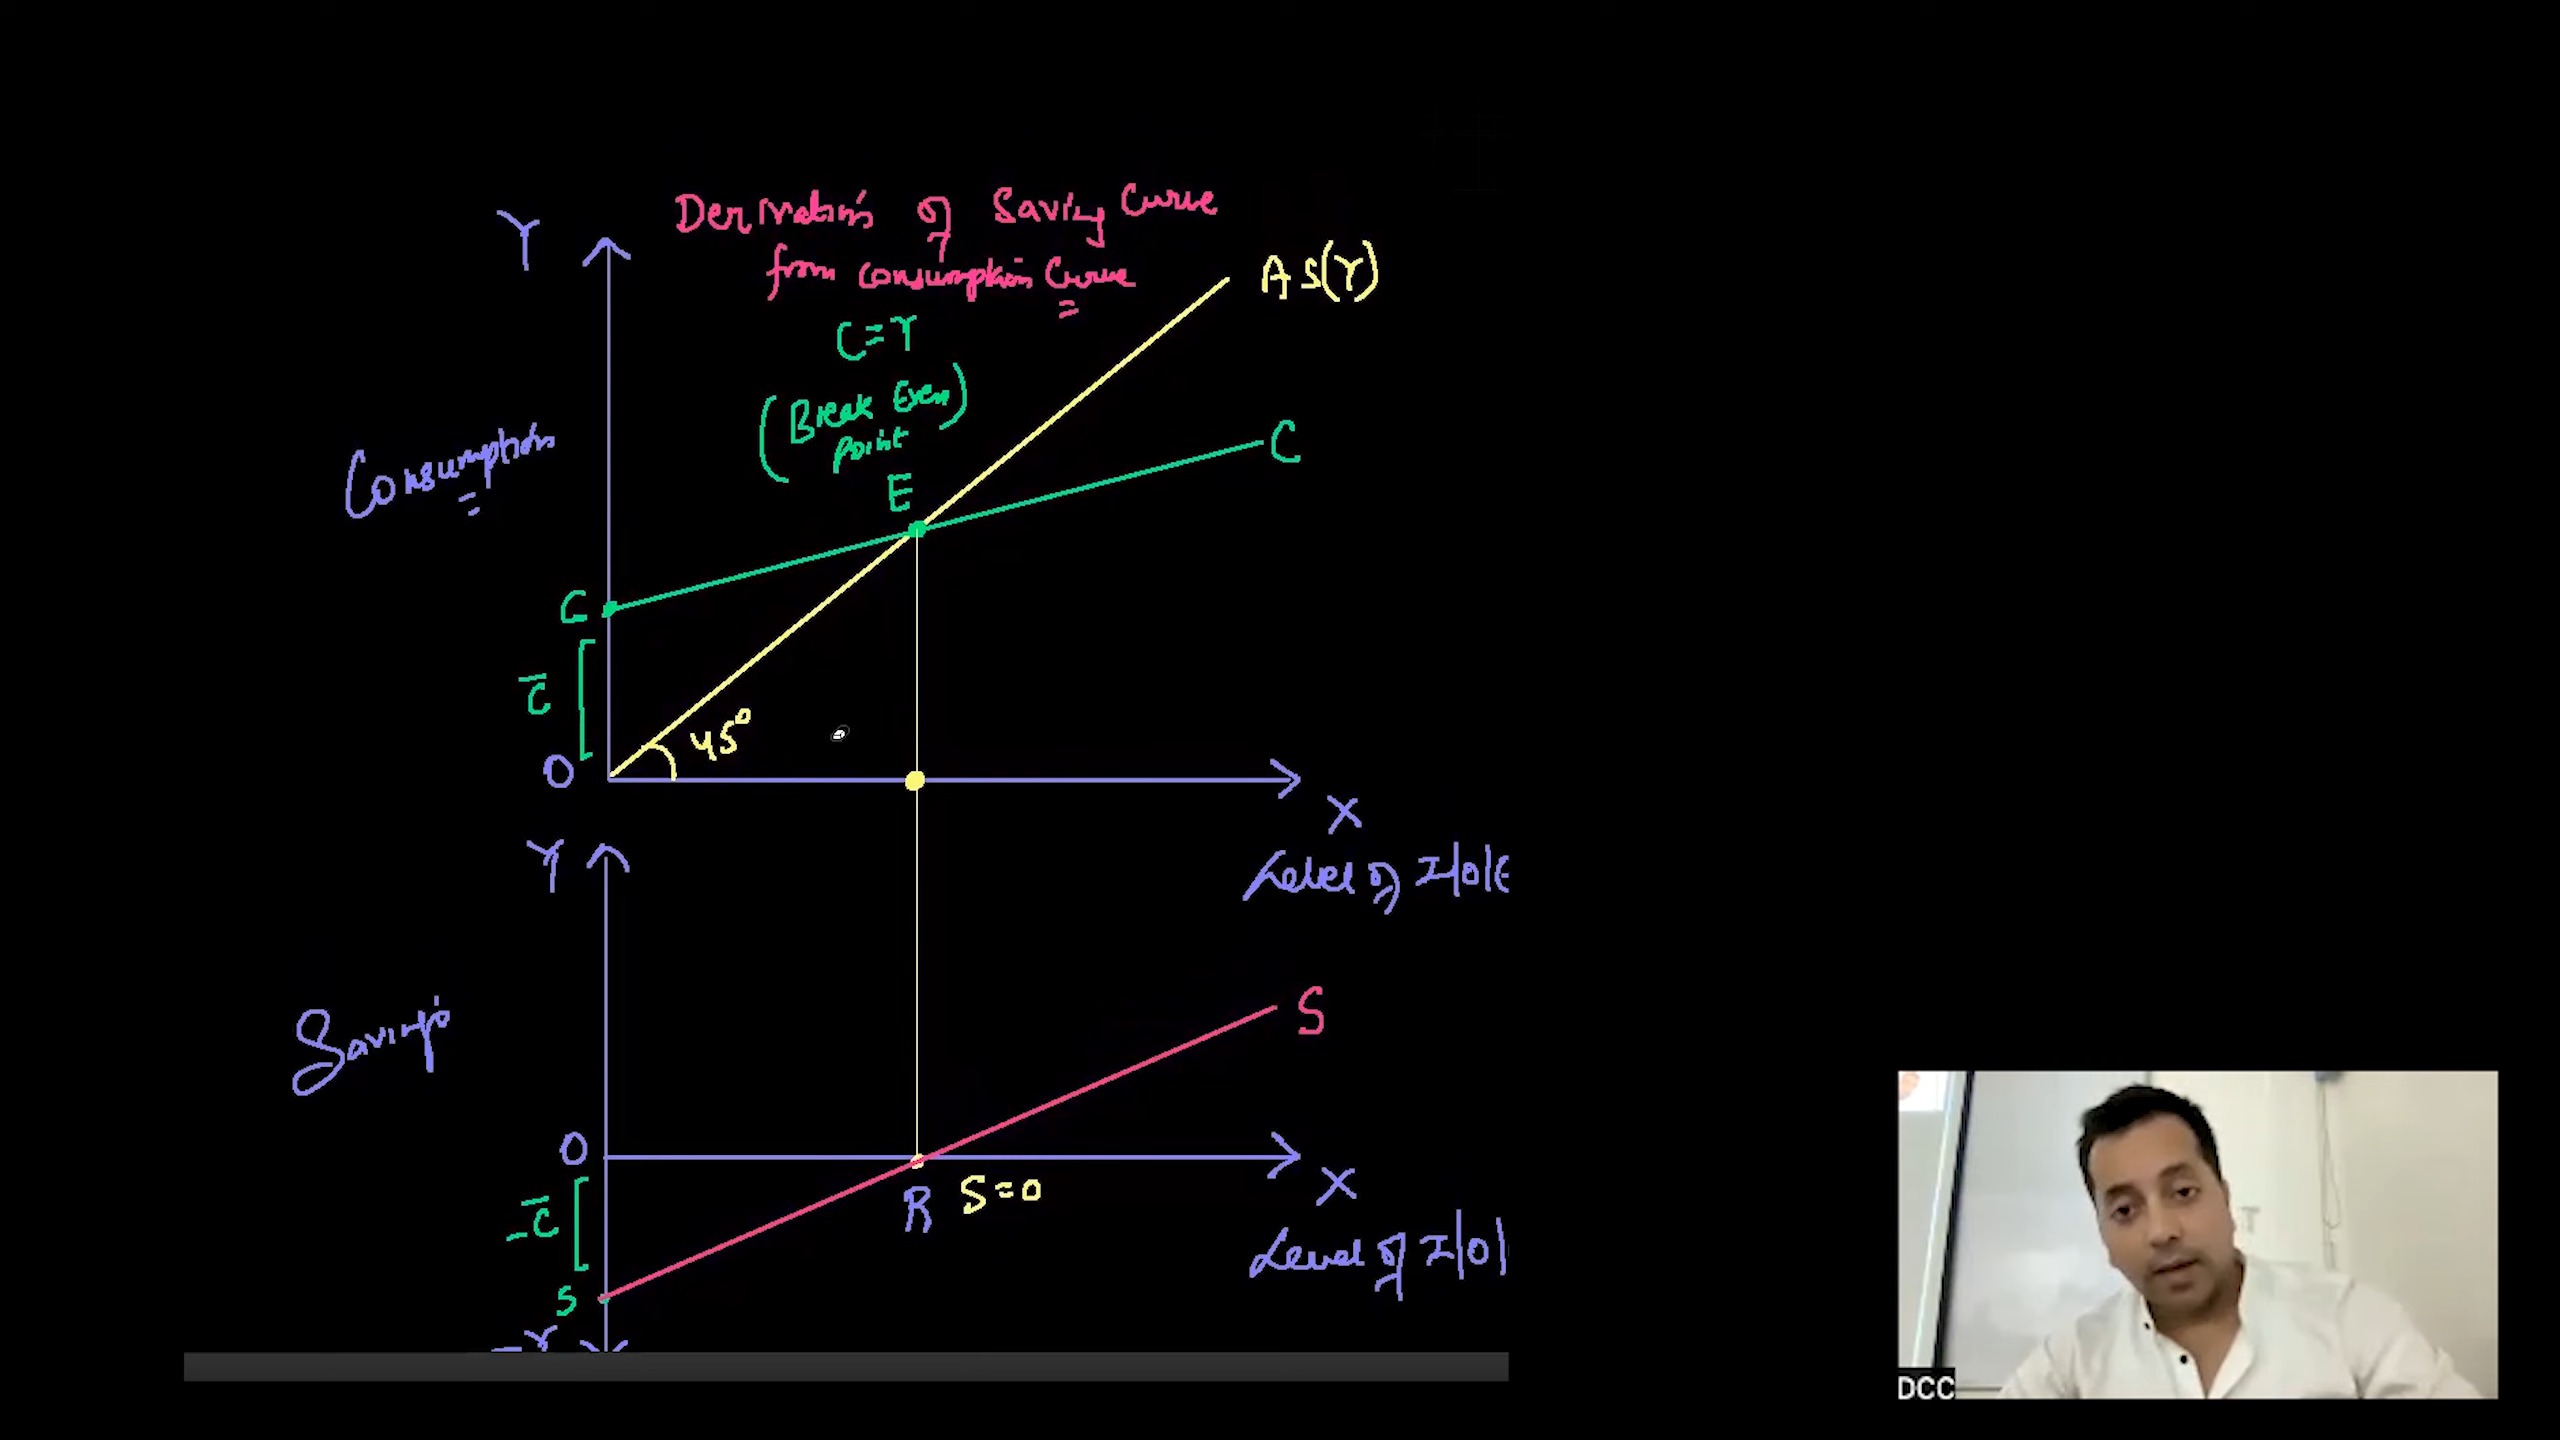 Derivation of Saving Curve
from Consumption Curve
Y
AS(Y)
C=Y
(Break Even
point)
Consumption
C
E
C
C̄
45°
O
X
Level of I/O/E
Y
Savings
S
O
R S=0
X
Level of I/O/
-C̄
S
-Y
DCC